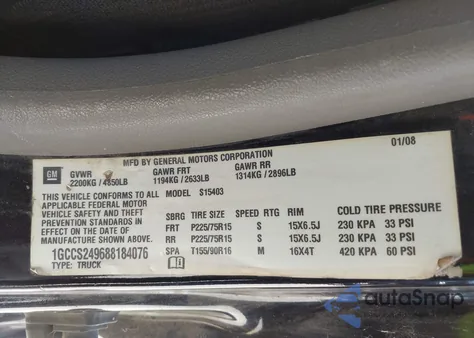 MFD BY GENERAL MOTORS CORPORATION
01/08
GM
GVWR GAWR FRT GAWR RR
2200KG / 4850LB 1194KG / 2633LB 1314KG / 2896LB
THIS VEHICLE CONFORMS TO ALL MODEL S15403
APPLICABLE FEDERAL MOTOR
VEHICLE SAFETY AND THEFT
PREVENTION STANDARDS IN
EFFECT ON THE DATE OF
MANUFACTURE SHOWN ABOVE.
1GCCS249688184076
TYPE: TRUCK
SBRG TIRE SIZE SPEED RTG RIM COLD TIRE PRESSURE
FRT P225/75R15 S 15X6.5J 230 KPA 33 PSI
RR P225/75R15 S 15X6.5J 230 KPA 33 PSI
SPA T155/90R16 M 16X4T 420 KPA 60 PSI
autoSnap